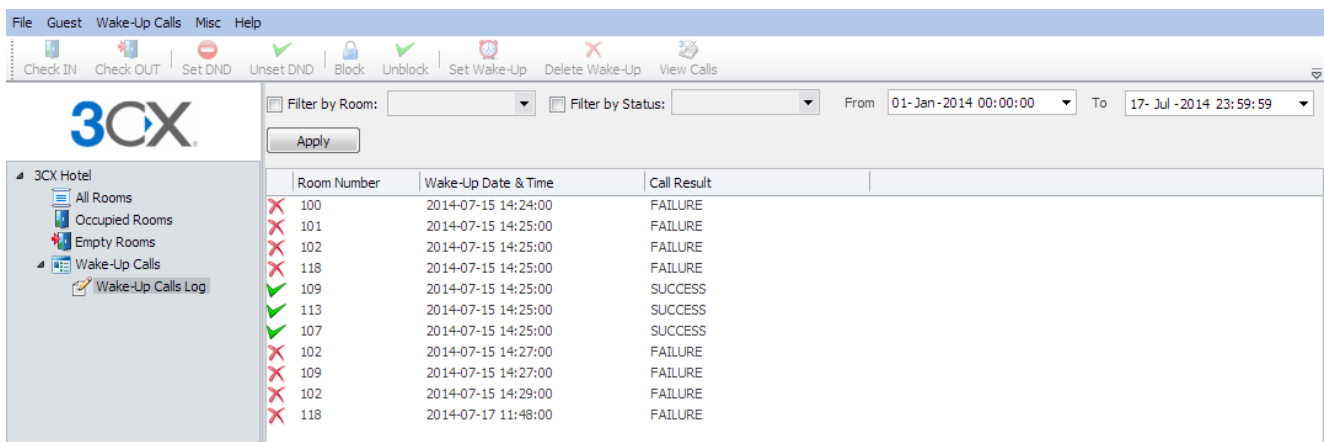 File Guest Wake-Up Calls Misc Help
Check IN Check OUT Set DND Unset DND Block Unblock Set Wake-Up Delete Wake-Up View Calls
3CX
Filter by Room: Filter by Status: From 01-Jan-2014 00:00:00 To 17- Jul -2014 23:59:59
Apply
3CX Hotel
All Rooms
Occupied Rooms
Empty Rooms
Wake-Up Calls
Wake-Up Calls Log
Room Number Wake-Up Date & Time Call Result
100 2014-07-15 14:24:00 FAILURE
101 2014-07-15 14:25:00 FAILURE
102 2014-07-15 14:25:00 FAILURE
118 2014-07-15 14:25:00 FAILURE
109 2014-07-15 14:25:00 SUCCESS
113 2014-07-15 14:25:00 SUCCESS
107 2014-07-15 14:25:00 SUCCESS
102 2014-07-15 14:27:00 FAILURE
109 2014-07-15 14:27:00 FAILURE
102 2014-07-15 14:29:00 FAILURE
118 2014-07-17 11:48:00 FAILURE